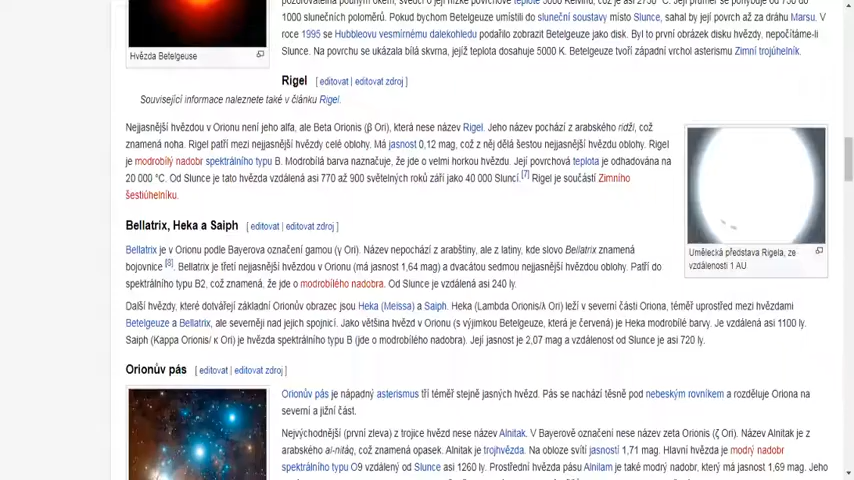 pozdvižený pouhým okem, svědčí o její nízké povrchové teplotě 3000 Kelvinů, což je asi 2730 °C. Její průměr se pohybuje od 730 do
1000 slunečních poloměrů. Pokud bychom Betelgeuze umístili do sluneční soustavy místo Slunce, sahal by její povrch až za dráhu Marsu. V
roce 1995 se Hubbleovu vesmírnému dalekohledu podařilo zobrazit Betelgeuze jako disk. Byl to první obrázek disku hvězdy, nepočítáme-li
Slunce. Na povrchu se ukázala bílá skvrna, jejíž teplota dosahuje 5000 K. Betelgeuze tvoří západní vrchol asterismu Zimní trojúhelník.
Hvězda Betelgeuse
Rigel [ editovat | editovat zdroj ]
Související informace naleznete také v článku Rigel.
Nejjasnější hvězdou v Orionu není jeho alfa, ale Beta Orionis (β Ori), která nese název Rigel. Jeho název pochází z arabského ridži, což
znamená noha. Rigel patří mezi nejjasnější hvězdy celé oblohy. Má jasnost 0,12 mag, což z něj dělá šestou nejjasnější hvězdu oblohy. Rigel
je modrobílý nadobr spektrálního typu B. Modrobílá barva naznačuje, že jde o velmi horkou hvězdu. Její povrchová teplota je odhadována na
20 000 °C. Od Slunce je tato hvězda vzdálená asi 770 až 900 světelných roků září jako 40 000 Sluncí.[7] Rigel je součástí Zimního
šestiúhelníku.
Umělecká představa Rigela, ze
vzdálenosti 1 AU
Bellatrix, Heka a Saiph [ editovat | editovat zdroj ]
Bellatrix je v Orionu podle Bayerova označení gamou (γ Ori). Název nepochází z arabštiny, ale z latiny, kde slovo Bellatrix znamená
bojovnice [8]. Bellatrix je třetí nejjasnější hvězdou v Orionu (má jasnost 1,64 mag) a dvacátou sedmou nejjasnější hvězdou oblohy. Patří do
spektrálního typu B2, což znamená, že jde o modrobílého nadobra. Od Slunce je vzdálená asi 240 ly.
Další hvězdy, které dotvářejí základní Orionův obrazec jsou Heka (Meissa) a Saiph. Heka (Lambda Orionis/λ Ori) leží v severní části Oriona, téměř uprostřed mezi hvězdami
Betelgeuze a Bellatrix, ale severněji nad jejich spojnicí. Jako většina hvězd v Orionu (s výjimkou Betelgeuze, která je červená) je Heka modrobílé barvy. Je vzdálená asi 1100 ly.
Saiph (Kappa Orionis/ κ Ori) je hvězda spektrálního typu B (jde o modrobílého nadobra). Její jasnost je 2,07 mag a vzdálenost od Slunce je asi 720 ly.
Orionův pás [ editovat | editovat zdroj ]
Orionův pás je nápadný asterismus tří téměř stejně jasných hvězd. Pás se nachází těsně pod nebeským rovníkem a rozděluje Oriona na
severní a jižní část.
Nejvýchodnější (první zleva) z trojice hvězd nese název Alnitak. V Bayerově označení nese název zeta Orionis (ζ Ori). Název Alnitak je z
arabského al-nitáq, což znamená opasek. Alnitak je trojhvězda. Na obloze svítí jasností 1,71 mag. Hlavní hvězda je modrý nadobr
spektrálního typu O9 vzdálený od Slunce asi 1260 ly. Prostřední hvězda pásu Alnilam je také modrý nadobr, který má jasnost 1,69 mag. Jeho